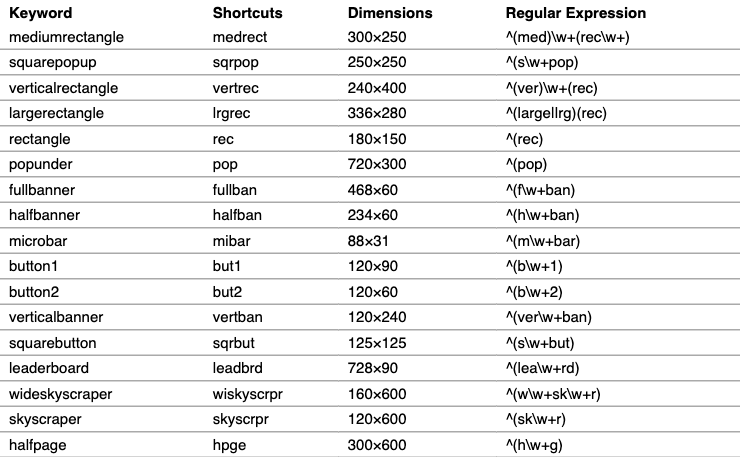 Keyword Shortcuts Dimensions Regular Expression
mediumrectangle medrect 300×250 ^(med)\w+(rec\w+)
squarepopup sqrpop 250×250 ^(s\w+pop)
verticalrectangle vertrec 240×400 ^(ver)\w+(rec)
largerectangle lrgrec 336×280 ^(large|lrg)(rec)
rectangle rec 180×150 ^(rec)
popunder pop 720×300 ^(pop)
fullbanner fullban 468×60 ^(f\w+ban)
halfbanner halfban 234×60 ^(h\w+ban)
microbar mibar 88×31 ^(m\w+bar)
button1 but1 120×90 ^(b\w+1)
button2 but2 120×60 ^(b\w+2)
verticalbanner vertban 120×240 ^(ver\w+ban)
squarebutton sqrbut 125×125 ^(s\w+but)
leaderboard leadbrd 728×90 ^(lea\w+rd)
wideskyscraper wiskyscrpr 160×600 ^(w\w+sk\w+r)
skyscraper skyscrpr 120×600 ^(sk\w+r)
halfpage hpge 300×600 ^(h\w+g)